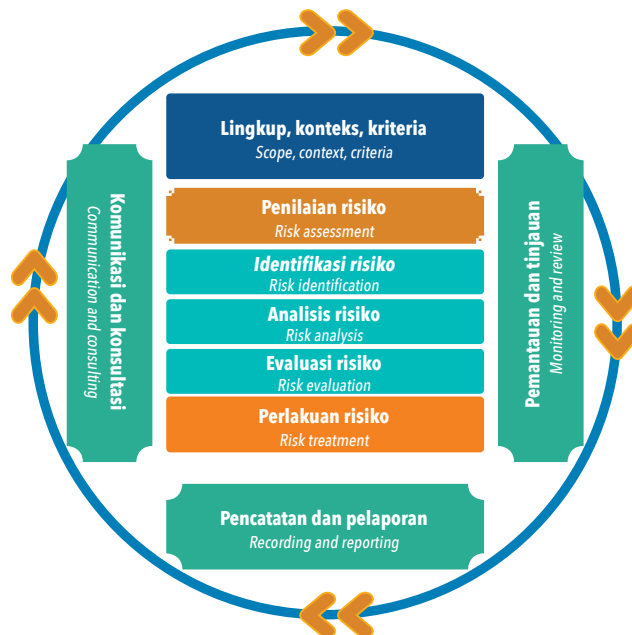 Lingkup, konteks, kriteria
Scope, context, criteria
Komunikasi dan konsultasi
Communication and consulting
Penilaian risiko
Risk assessment
Identifikasi risiko
Risk identification
Analisis risiko
Risk analysis
Evaluasi risiko
Risk evaluation
Perlakuan risiko
Risk treatment
Pemantauan dan tinjauan
Monitoring and review
Pencatatan dan pelaporan
Recording and reporting